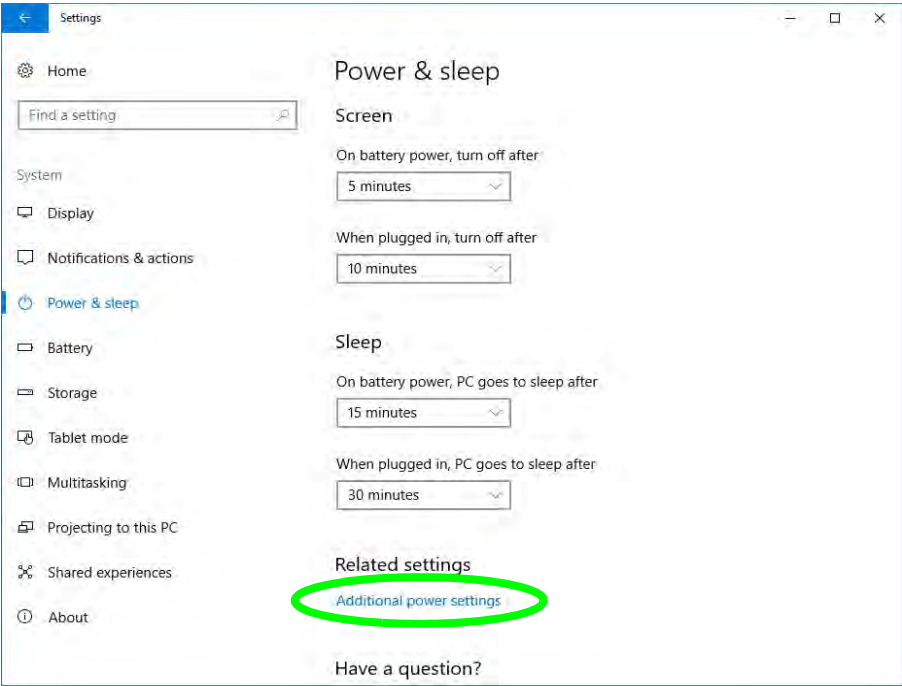 Settings
Home
Find a setting
System
Display
Notifications & actions
Power & sleep
Battery
Storage
Tablet mode
Multitasking
Projecting to this PC
Shared experiences
About
Power & sleep
Screen
On battery power, turn off after
5 minutes
When plugged in, turn off after
10 minutes
Sleep
On battery power, PC goes to sleep after
15 minutes
When plugged in, PC goes to sleep after
30 minutes
Related settings
Additional power settings
Have a question?